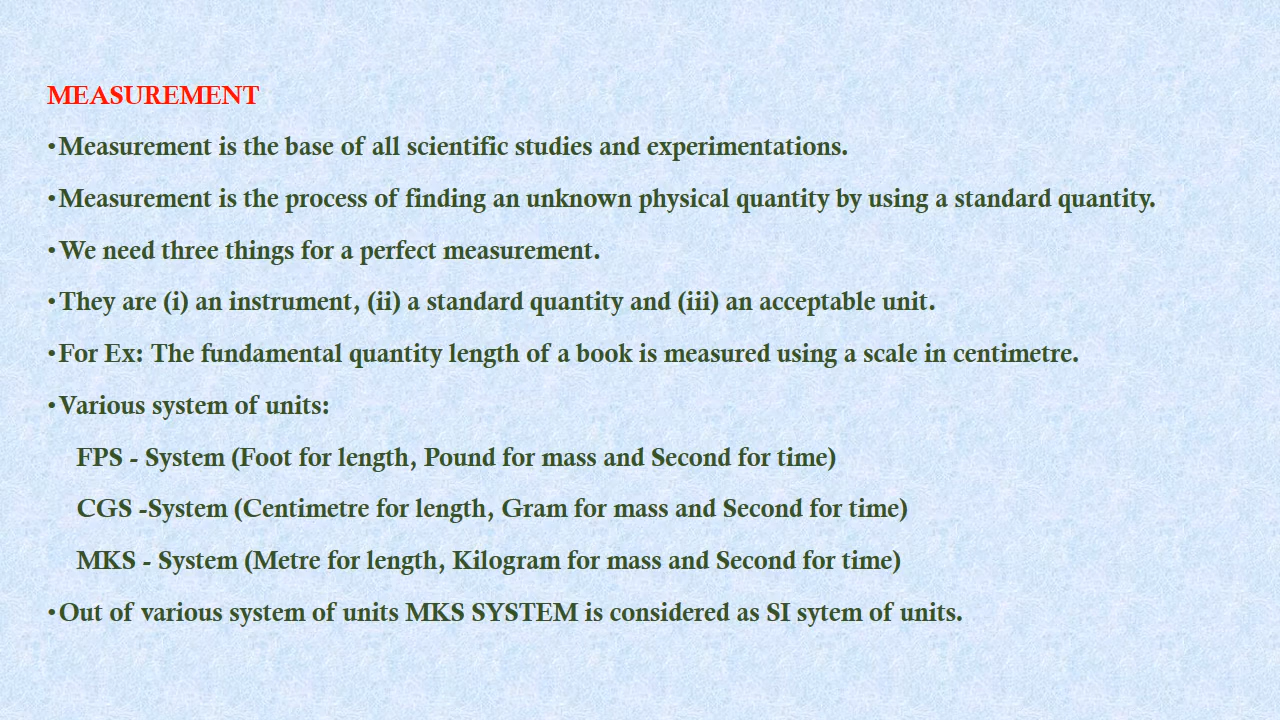 MEASUREMENT
•Measurement is the base of all scientific studies and experimentations.
•Measurement is the process of finding an unknown physical quantity by using a standard quantity.
•We need three things for a perfect measurement.
•They are (i) an instrument, (ii) a standard quantity and (iii) an acceptable unit.
•For Ex: The fundamental quantity length of a book is measured using a scale in centimetre.
•Various system of units:
FPS - System (Foot for length, Pound for mass and Second for time)
CGS -System (Centimetre for length, Gram for mass and Second for time)
MKS - System (Metre for length, Kilogram for mass and Second for time)
•Out of various system of units MKS SYSTEM is considered as SI sytem of units.